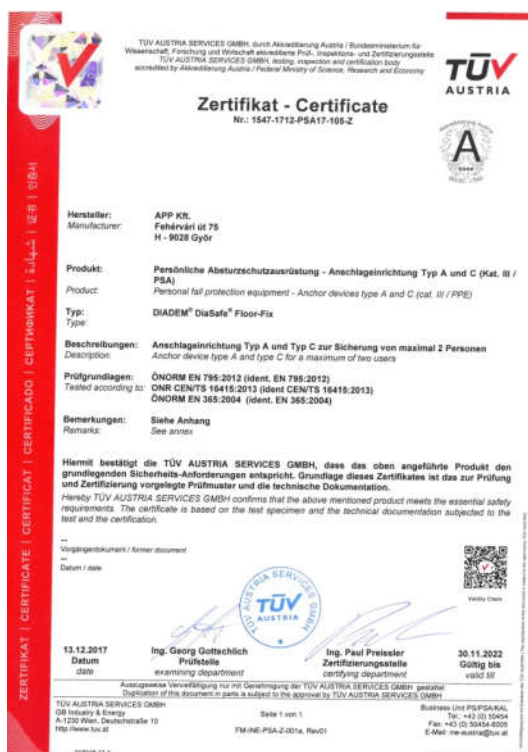 TÜV AUSTRIA SERVICES GMBH, durch Akkreditierung Austria / Bundesministerium für
Wissenschaft, Forschung und Wirtschaft akkreditierte Prüf-, Inspektions- und Zertifizierungsstelle
TÜV AUSTRIA SERVICES GMBH, testing, inspection and certification body
accredited by Akkreditierung Austria / Federal Ministry of Science, Research and Economy
TÜV
AUSTRIA
Zertifikat - Certificate
Nr.: 1547-1712-PSA17-105-Z
A
Hersteller: APP Kft.
Manufacturer: Fehérvári út 75
H - 9028 Győr
Produkt: Persönliche Absturzschutzausrüstung - Anschlageinrichtung Typ A und C (Kat. III /
PSA)
Product: Personal fall protection equipment - Anchor devices type A and C (cat. III / PPE)
Typ: DIADEM® DiaSafe® Floor-Fix
Type:
Beschreibungen: Anschlageinrichtung Typ A und Typ C zur Sicherung von maximal 2 Personen
Description: Anchor device type A and type C for a maximum of two users
Prüfgrundlagen: ÖNORM EN 795:2012 (ident. EN 795:2012)
Tested according to: ONR CEN/TS 16415:2013 (ident CEN/TS 16415:2013)
ÖNORM EN 365:2004 (ident. EN 365:2004)
Bemerkungen: Siehe Anhang
Remarks: See annex
Hiermit bestätigt die TÜV AUSTRIA SERVICES GMBH, dass das oben angeführte Produkt den
grundlegenden Sicherheits-Anforderungen entspricht. Grundlage dieses Zertifikates ist das zur Prüfung
und Zertifizierung vorgelegte Prüfmuster und die technische Dokumentation.
Hereby TÜV AUSTRIA SERVICES GMBH confirms that the above mentioned product meets the essential safety
requirements. The certificate is based on the test specimen and the technical documentation subjected to the
test and the certification.
--
Vorgängerdokument / former document
--
Datum / date
TÜV AUSTRIA SERVICES GMBH
TÜV
AUSTRIA
Validity Check
13.12.2017 Ing. Georg Gottschlich Ing. Paul Preissler 30.11.2022
Datum Prüfstelle Zertifizierungsstelle Gültig bis
date examining department certifying department valid till
Auszugsweise Vervielfältigung nur mit Genehmigung der TÜV AUSTRIA SERVICES GMBH gestattet
Duplication of this document in parts is subject to the approval by TÜV AUSTRIA SERVICES GMBH
TÜV AUSTRIA SERVICES GMBH
GB Industry & Energy
A-1230 Wien, Deutschstraße 10
http://www.tuv.at
Seite 1 von 1
FM-INE-PSA-Z-001a, Rev01
Business Unit PS/PSA/KAL
Tel.: +43 (0) 50454
Fax: +43 (0) 50454-6005
E-Mail: ine-austria@tuv.at
ZERTIFIKAT | CERTIFICATE | CERTIFICAT | CERTIFICADO | СЕРТИФИКАТ | شهادة | 证书 | 인증서